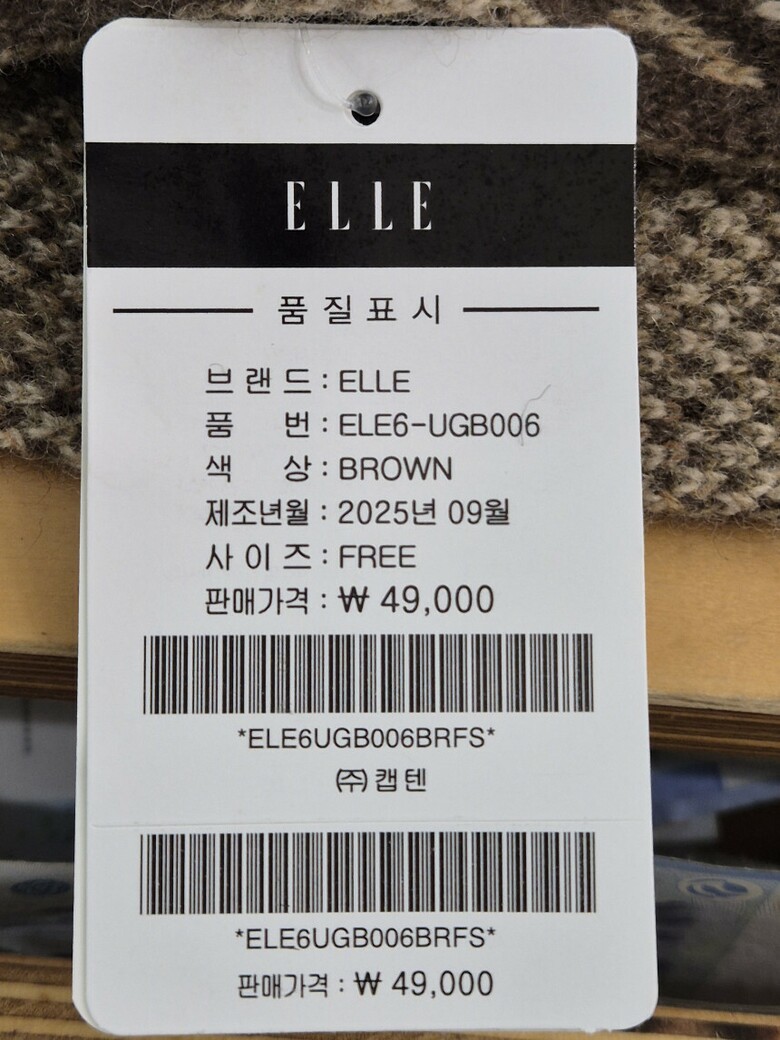 ELLE
품질표시
브랜드 : ELLE
품 번 : ELE6-UGB006
색 상 : BROWN
제조년월 : 2025년 09월
사이즈 : FREE
판매가격 : ₩ 49,000
*ELE6UGB006BRFS*
㈜캡텐
*ELE6UGB006BRFS*
판매가격 : ₩ 49,000